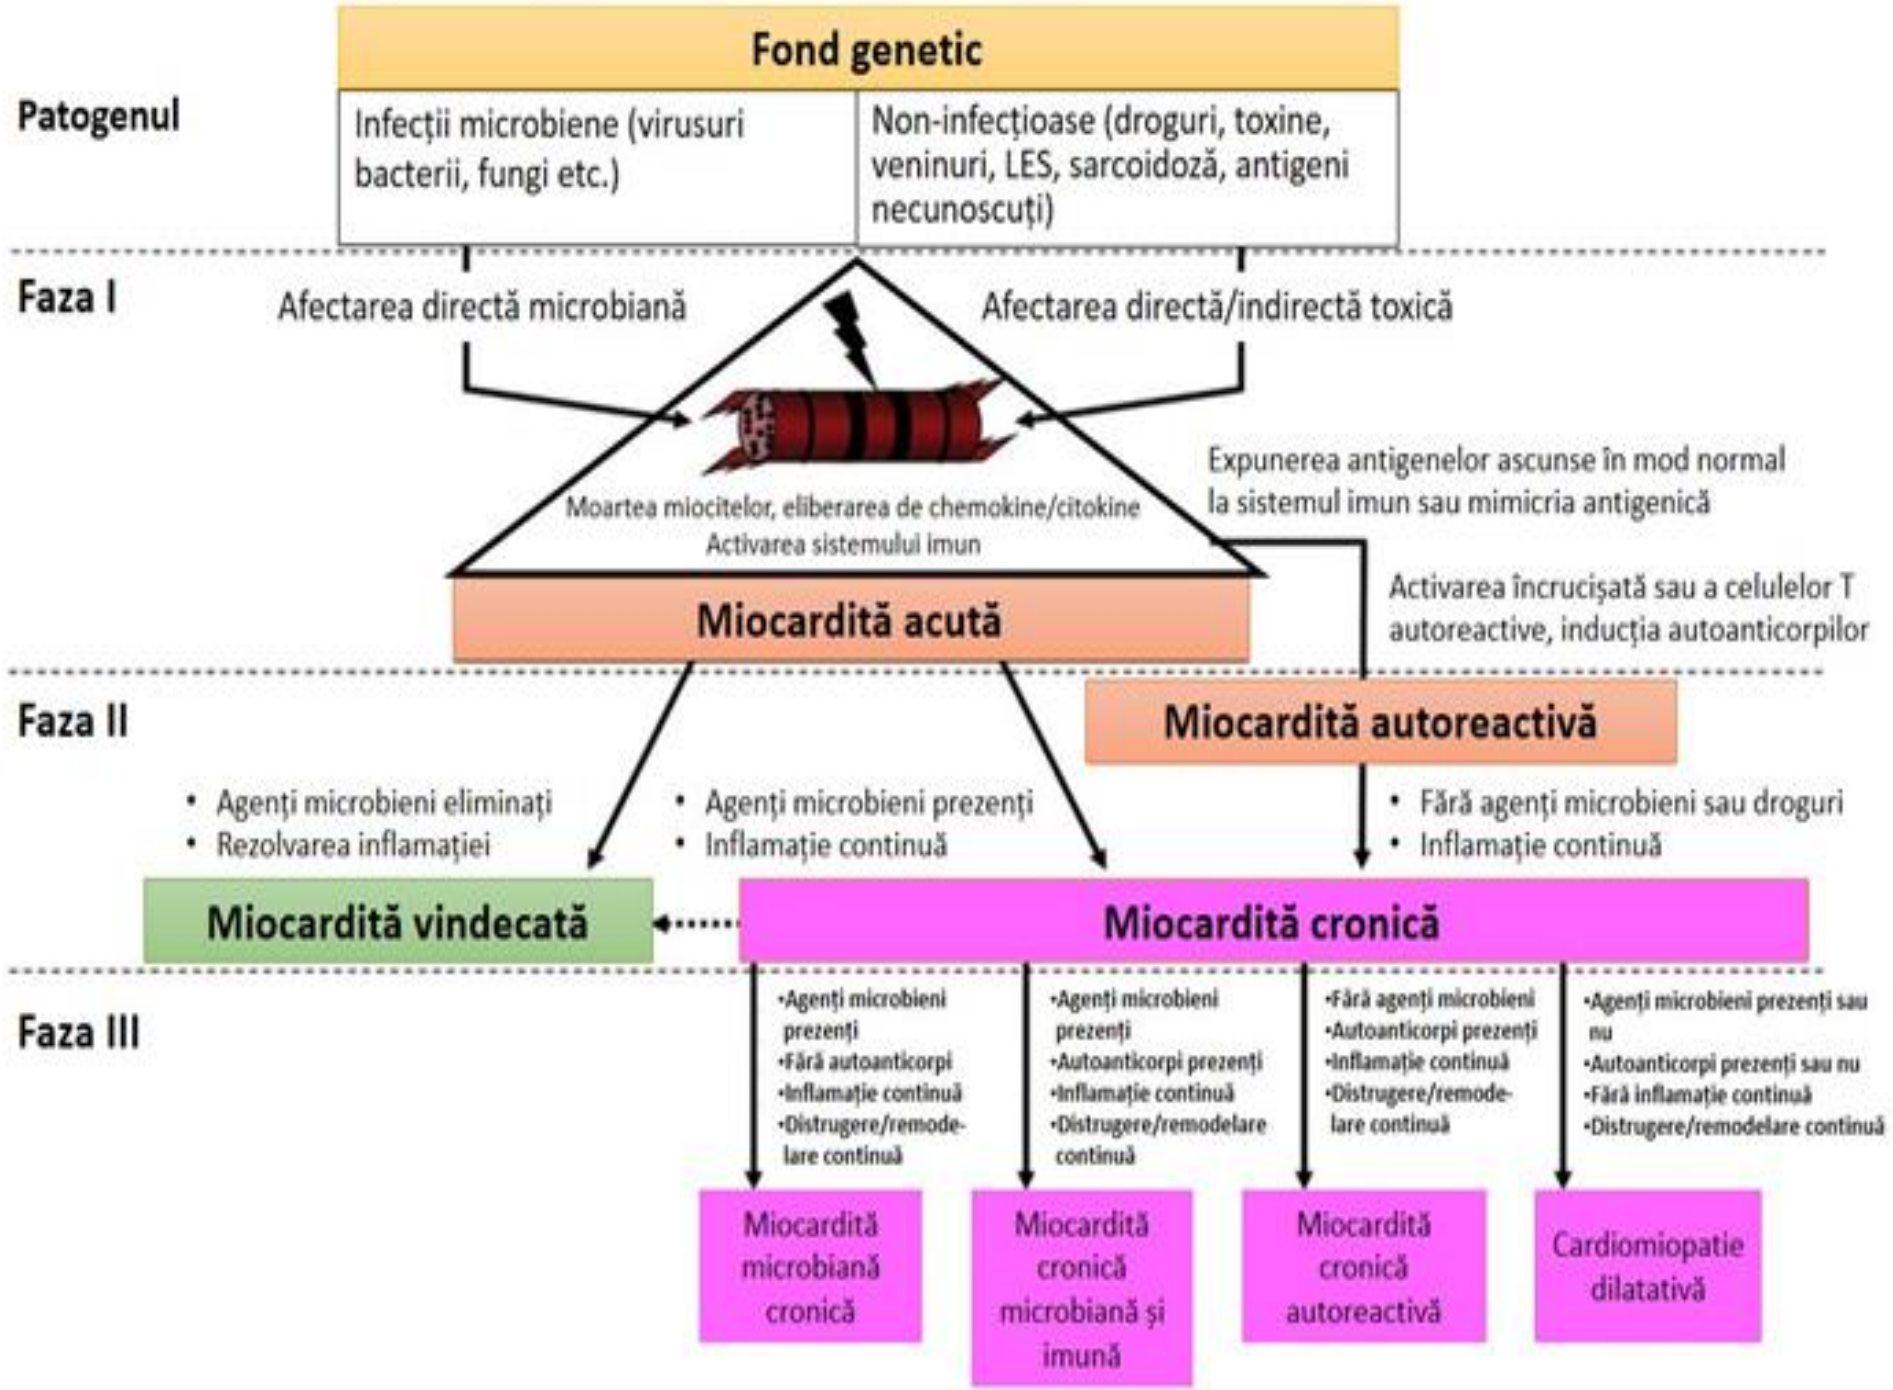 Fond genetic
Patogenul
Infecții microbiene (virusuri
bacterii, fungi etc.)
Non-infecțioase (droguri, toxine,
veninuri, LES, sarcoidoză, antigeni
necunoscuți)
Faza I
Afectarea directă microbiană
Afectarea directă/indirectă toxică
Moartea miocitelor, eliberarea de chemokine/citokine
Activarea sistemului imun
Expunerea antigenelor ascunse în mod normal
la sistemul imun sau mimicria antigenică
Activarea încrucișată sau a celulelor T
autoreactive, inducția autoanticorpilor
Miocardită acută
Faza II
Miocardită autoreactivă
• Agenți microbieni eliminați
• Rezolvarea inflamației
• Agenți microbieni prezenți
• Inflamație continuă
• Fără agenți microbieni sau droguri
• Inflamație continuă
Miocardită vindecată
Miocardită cronică
Faza III
•Agenți microbieni
prezenți
•Fără autoanticorpi
•Inflamație continuă
•Distrugere/remode-
lare continuă
•Agenți microbieni
prezenți
•Autoanticorpi prezenți
•Inflamație continuă
•Distrugere/remodelare
continuă
•Fără agenți microbieni
•Autoanticorpi prezenți
•Inflamație continuă
•Distrugere/remode-
lare continuă
•Agenți microbieni prezenți sau
nu
•Autoanticorpi prezenți sau nu
•Fără inflamație continuă
•Distrugere/remodelare continuă
Miocardită
microbiană
cronică
Miocardită
cronică
microbiană și
imună
Miocardită
cronică
autoreactivă
Cardiomiopatie
dilatativă